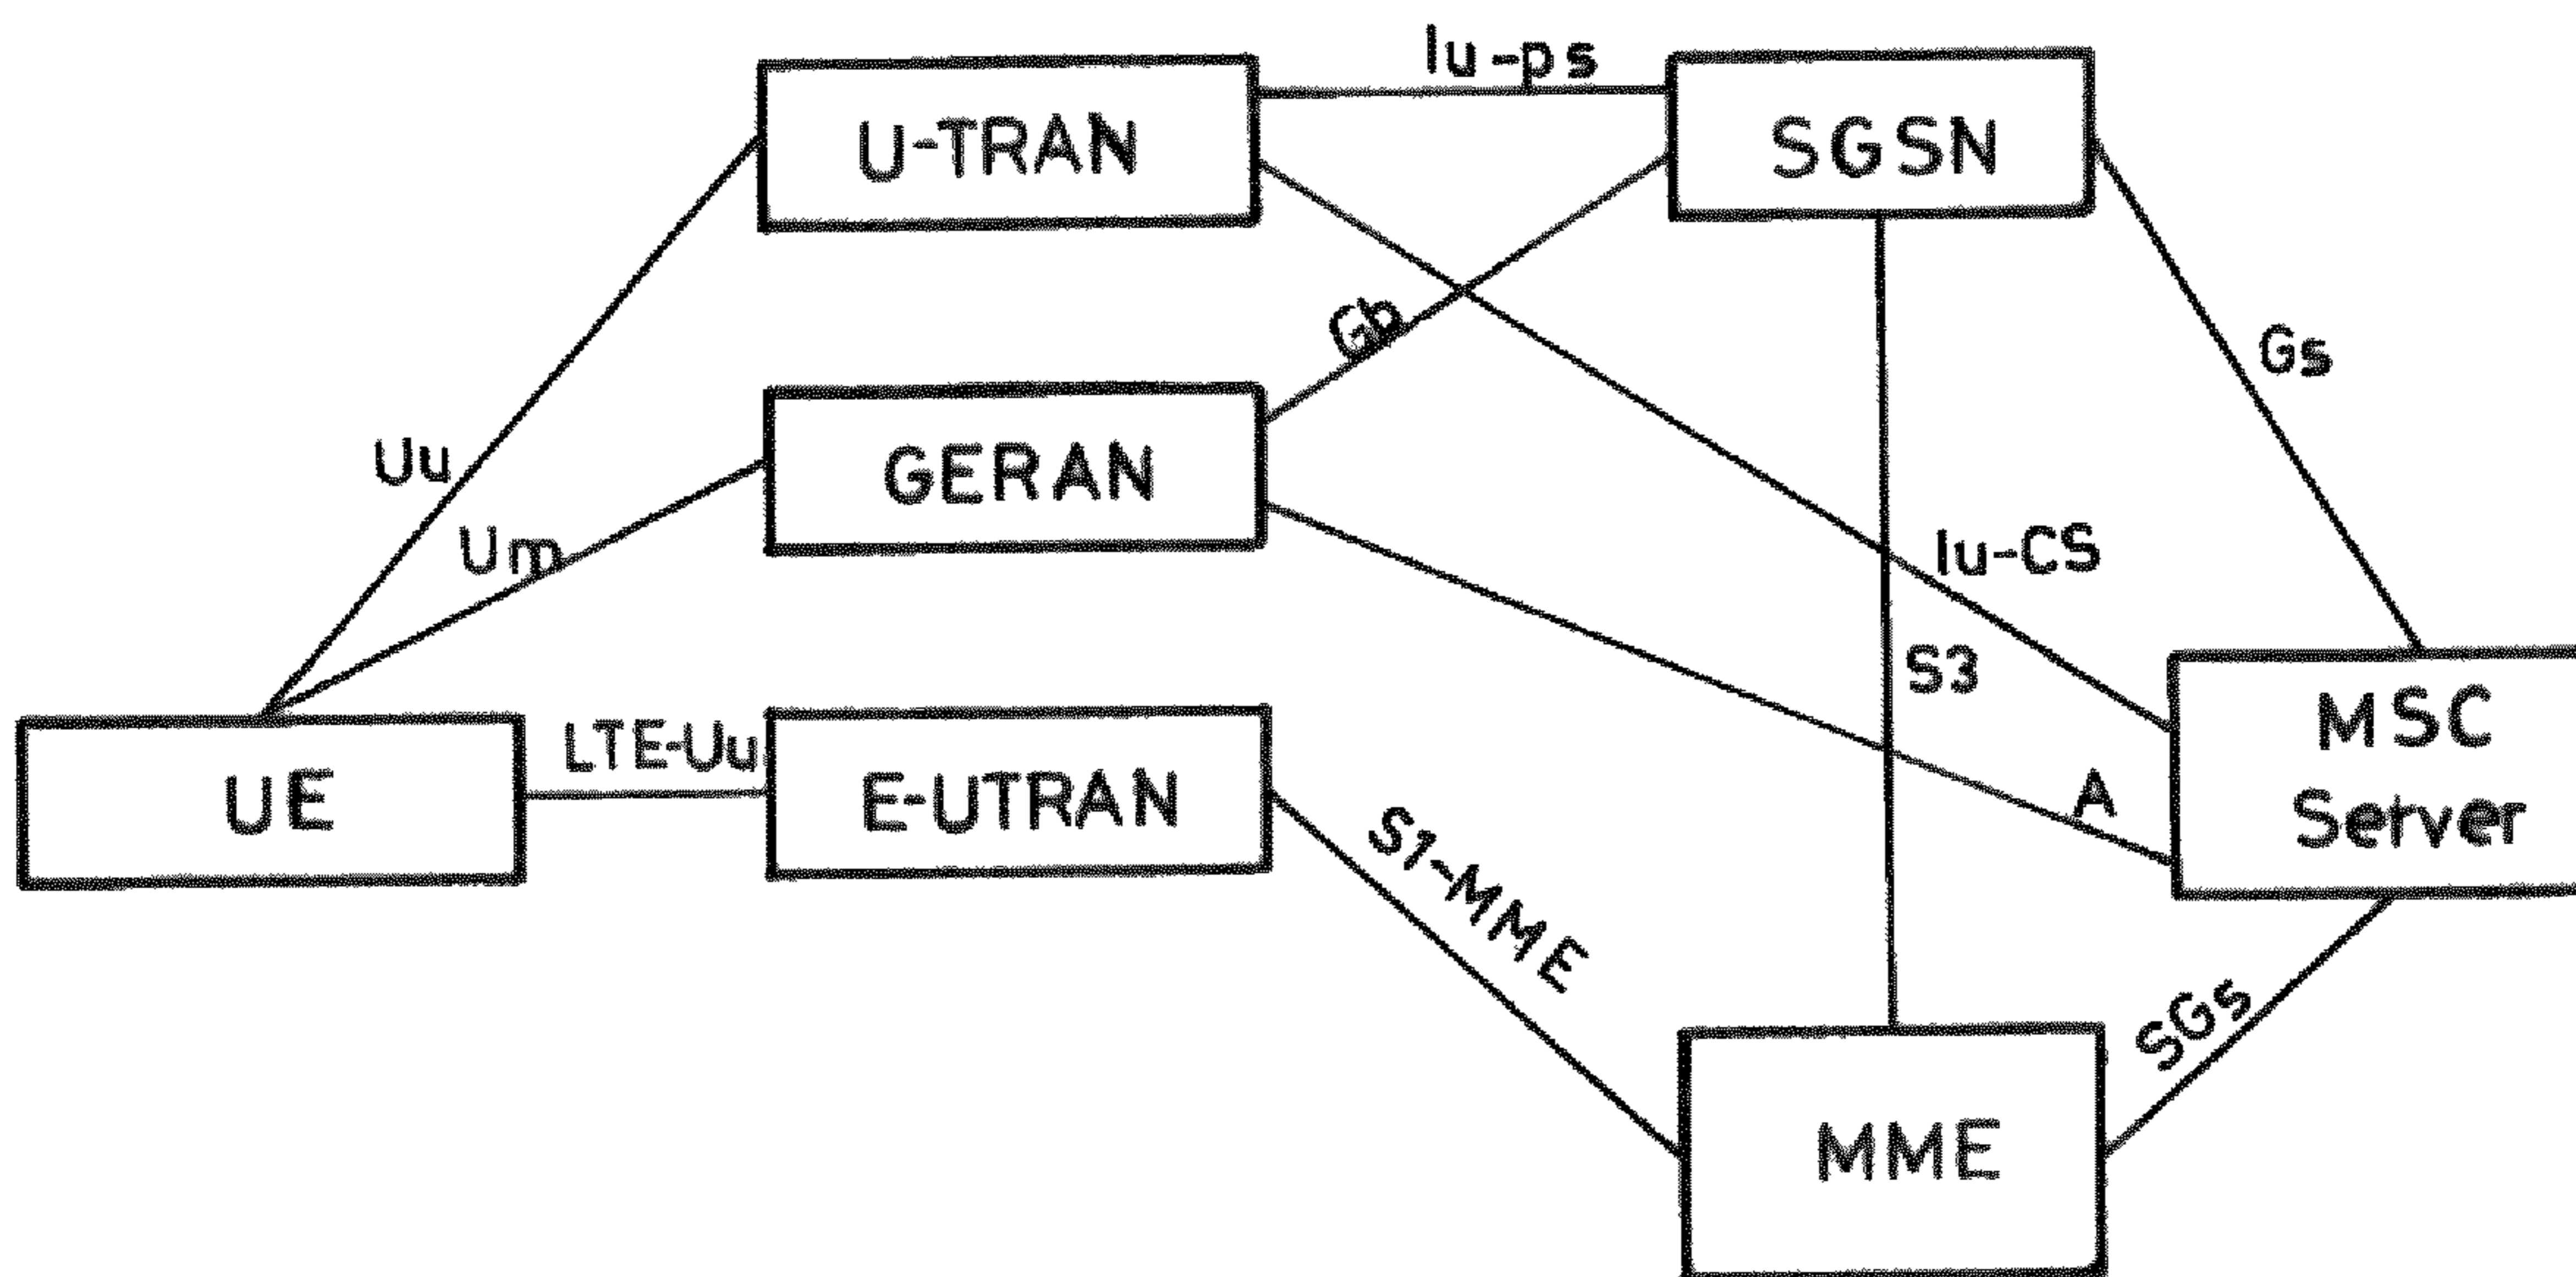 Iu-ps
U-TRAN
SGSN
Gb
Gs
Uu
GERAN
Um
Iu-CS
S3
LTE-Uu
MSC
Server
UE
E-UTRAN
A
S1-MME
SGs
MME